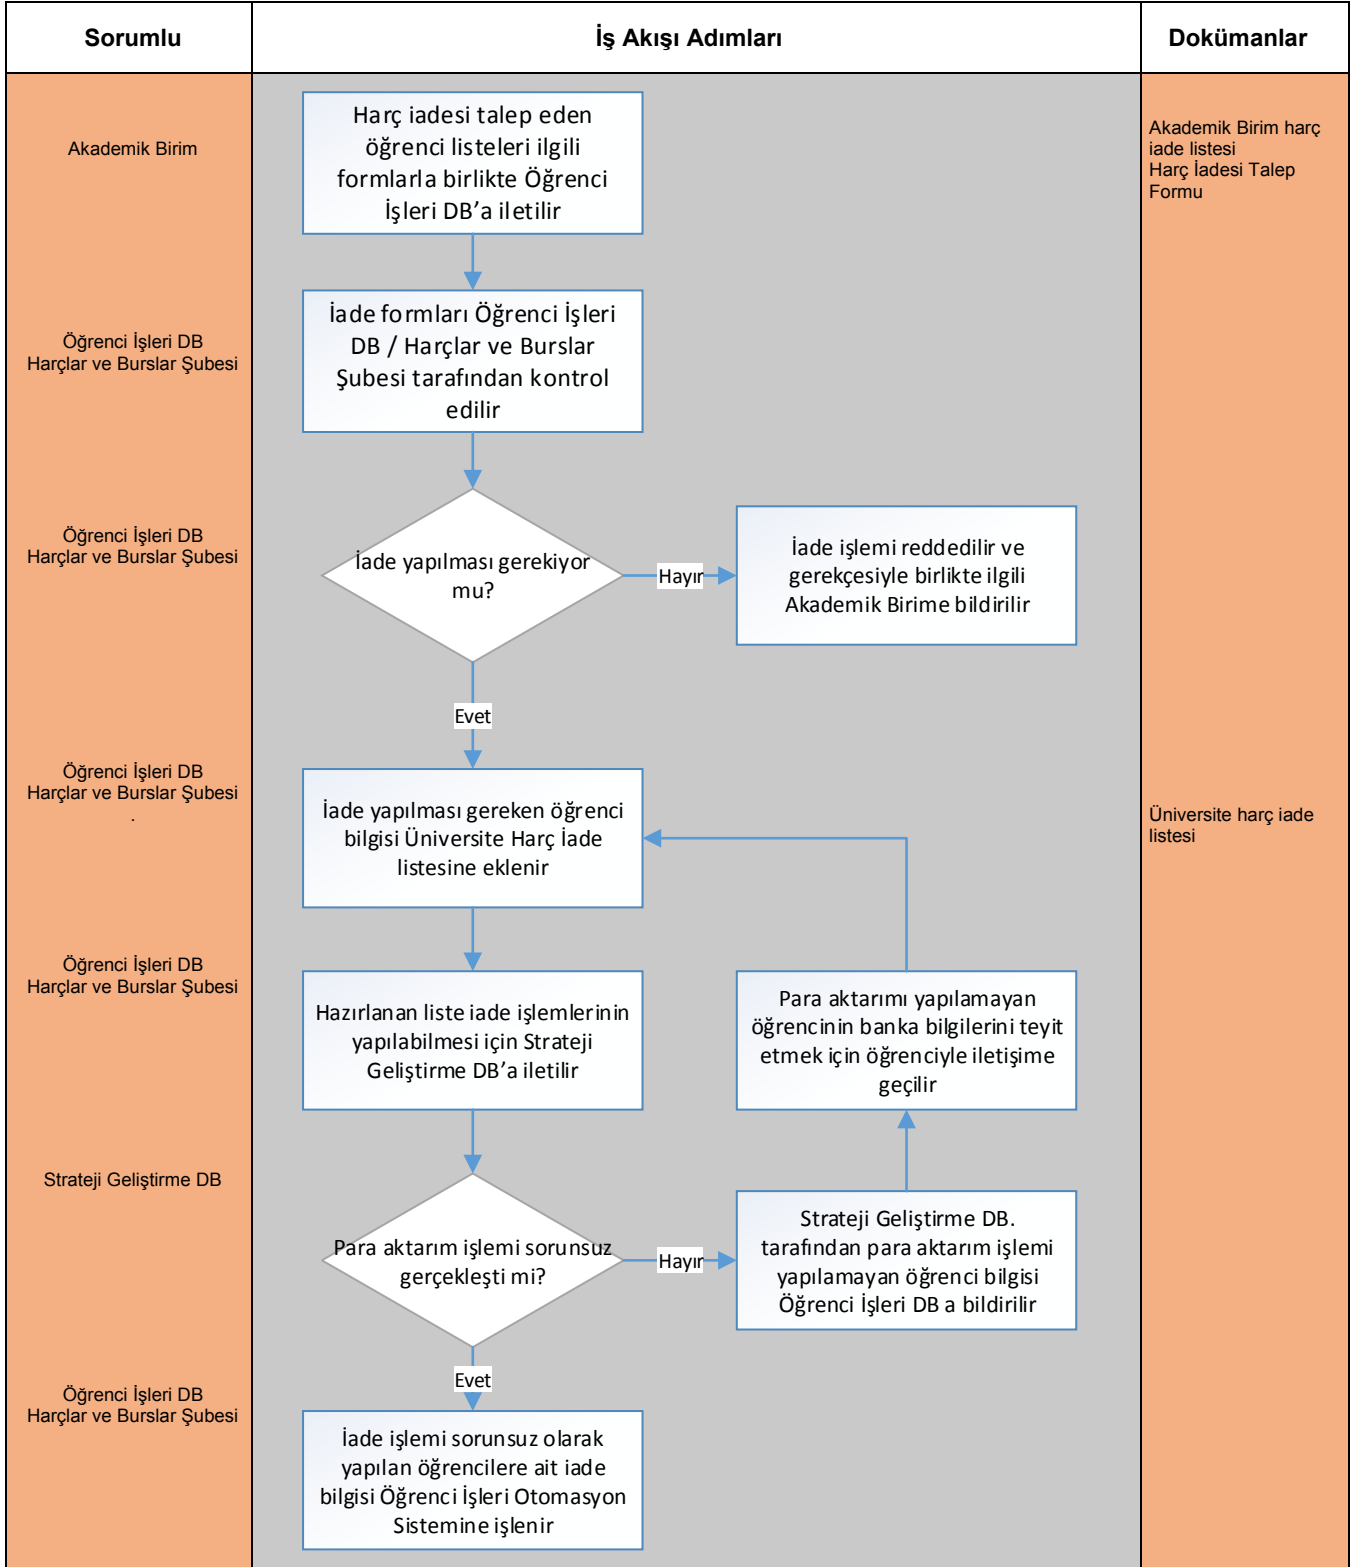 Sorumlu
İş Akışı Adımları
Dokümanlar
Akademik Birim
Harç iadesi talep eden
öğrenci listeleri ilgili
formlarla birlikte Öğrenci
İşleri DB’a iletilir
Akademik Birim harç
iade listesi
Harç İadesi Talep
Formu
Öğrenci İşleri DB
Harçlar ve Burslar Şubesi
İade formları Öğrenci İşleri
DB / Harçlar ve Burslar
Şubesi tarafından kontrol
edilir
Öğrenci İşleri DB
Harçlar ve Burslar Şubesi
İade yapılması gerekiyor
mu?
Hayır
İade işlemi reddedilir ve
gerekçesiyle birlikte ilgili
Akademik Birime bildirilir
Evet
Öğrenci İşleri DB
Harçlar ve Burslar Şubesi
.
İade yapılması gereken öğrenci
bilgisi Üniversite Harç İade
listesine eklenir
Üniversite harç iade
listesi
Öğrenci İşleri DB
Harçlar ve Burslar Şubesi
Hazırlanan liste iade işlemlerinin
yapılabilmesi için Strateji
Geliştirme DB’a iletilir
Para aktarımı yapılamayan
öğrencinin banka bilgilerini teyit
etmek için öğrenciyle iletişime
geçilir
Strateji Geliştirme DB
Para aktarım işlemi sorunsuz
gerçekleşti mi?
Hayır
Strateji Geliştirme DB.
tarafından para aktarım işlemi
yapılamayan öğrenci bilgisi
Öğrenci İşleri DB a bildirilir
Evet
Öğrenci İşleri DB
Harçlar ve Burslar Şubesi
İade işlemi sorunsuz olarak
yapılan öğrencilere ait iade
bilgisi Öğrenci İşleri Otomasyon
Sistemine işlenir